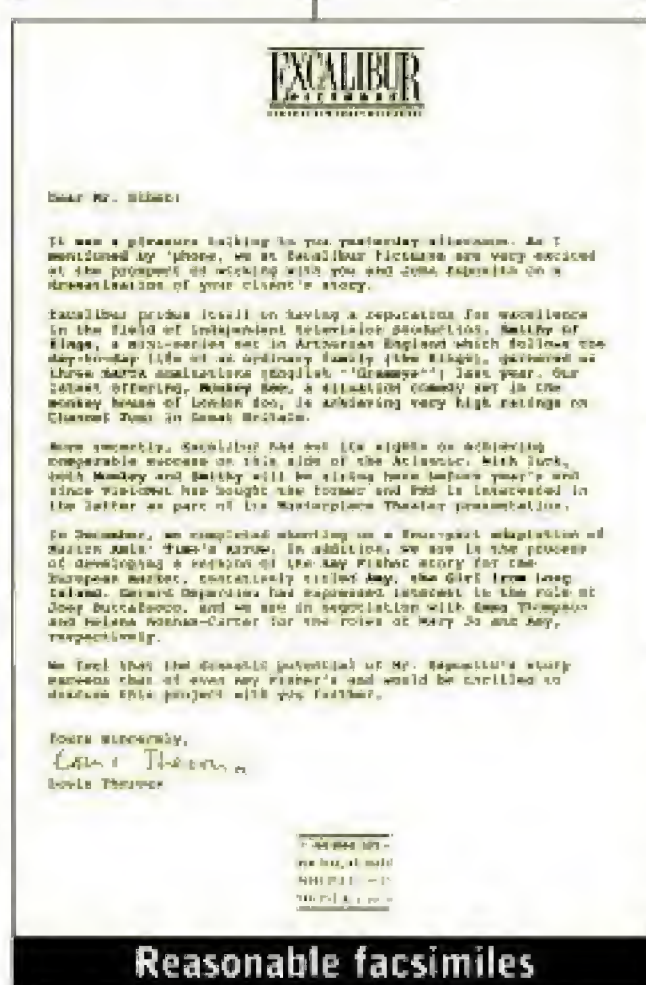 EXCALIBUR
PICTURES
Dear Mr.
It was a pleasure talking to you yesterday afternoon. As I
mentioned by 'phone, we at Excalibur Pictures are very excited
at the prospect of working with you and John Esposito on a
dramatisation of your client's story.
Excalibur prides itself on having a reputation for excellence
in the field of independent television production. Smithy of
Kings, a mini-series set in Arthurian England which follows the
day-to-day life of an ordinary family (the Kings), garnered us
three nominations (English ''Grammys'') last year. Our
latest offering, Monkey See, a situation comedy set in the
monkey house of London Zoo, is achieving very high ratings on
Channel Four in Great Britain.
More recently, Excalibur has set its sights on achieving
comparable success on this side of the Atlantic. With luck,
both Monkey and Smithy will be airing here before year's end
since has bought the former and PBS is interested in
the latter as part of its Masterpiece Theater presentation.
In December, we completed shooting on a four-part adaptation of
Martin Amis' Time's Arrow. In addition, we are in the process
of developing a version of the Amy Fisher story for the
European market, tentatively titled Amy, the Girl from Long
Island. Gerard Depardieu has expressed interest in the role of
Joey Buttafuoco, and we are in negotiation with Emma Thompson
and Helena Bonham-Carter for the roles of Mary Jo and Amy,
respectively.
We feel that the dramatic potential of Mr. Esposito's story
exceeds that of even Amy Fisher's and would be thrilled to
discuss this project with you further.
Yours sincerely,
Louis Theroux
Louis Theroux
Reasonable facsimiles